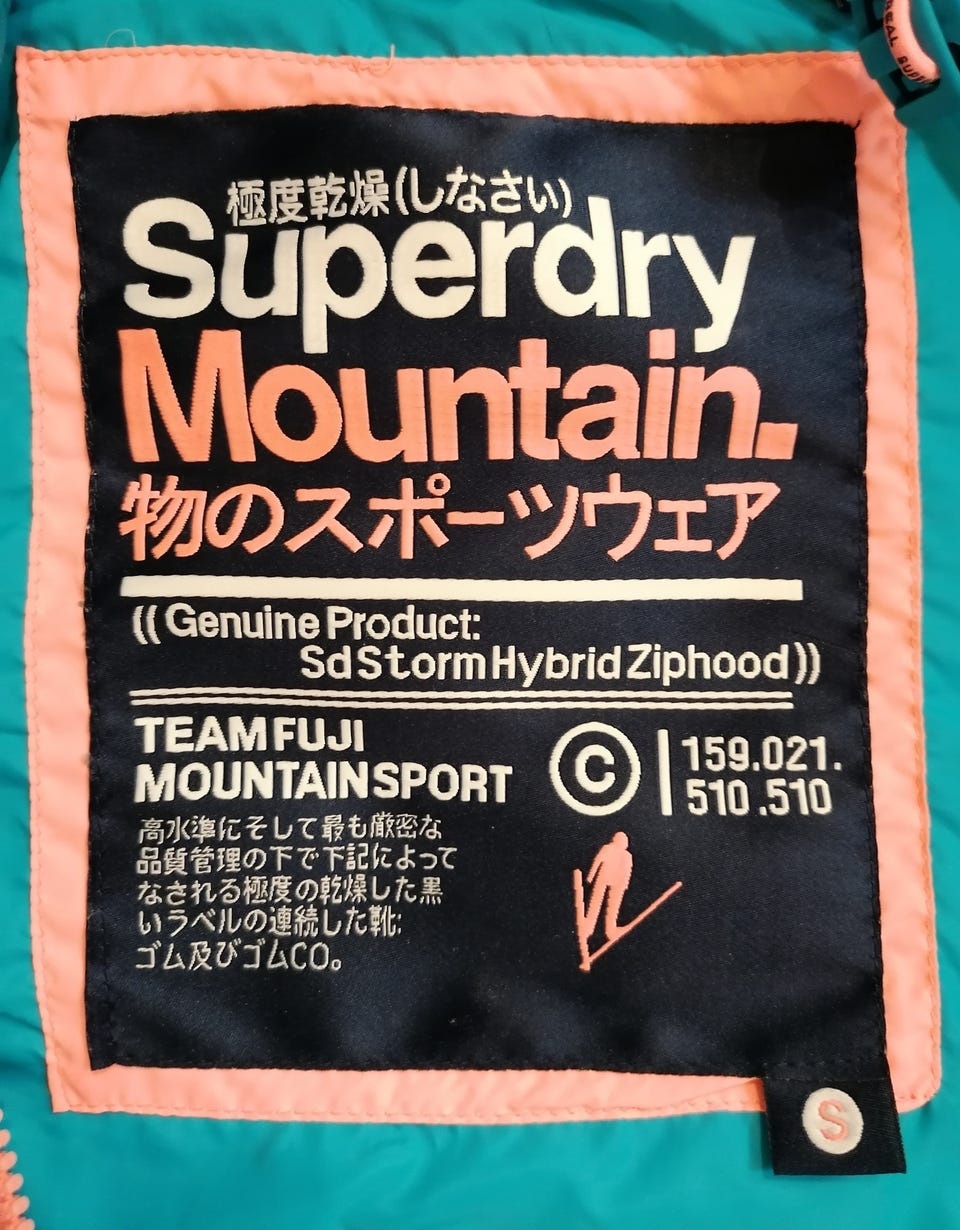 極度乾燥(しなさい)
Superdry
Mountain.
物のスポーツウェア
((Genuine Product:
Sd Storm Hybrid Ziphood))
TEAM FUJI
MOUNTAIN SPORT
© 159.021.
510.510
高水準にそして最も厳密な
品質管理の下で下記によって
なされる極度の乾燥した黒
いラベルの連続した靴:
ゴム及びゴムCO。
S